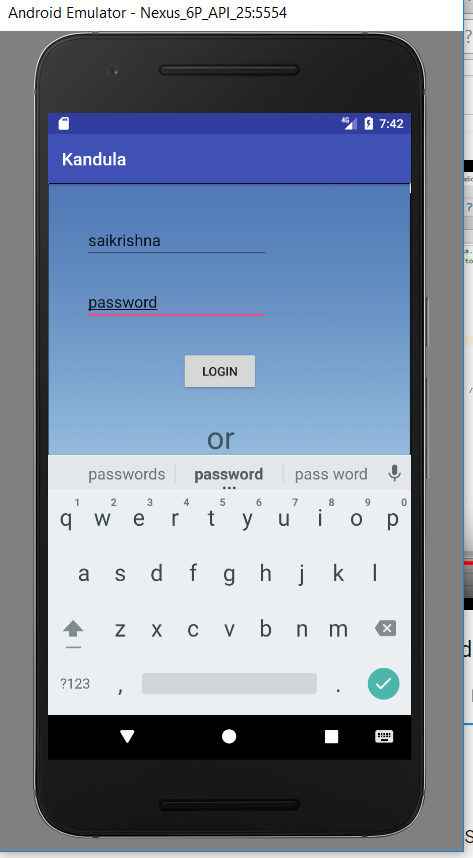 Android Emulator - Nexus_6P_API_25:5554
4G 7:42
Kandula
saikrishna
password
LOGIN
or
passwords password pass word
1 2 3 4 5 6 7 8 9 0
q w e r t y u i o p
a s d f g h j k l
z x c v b n m
?123 , .